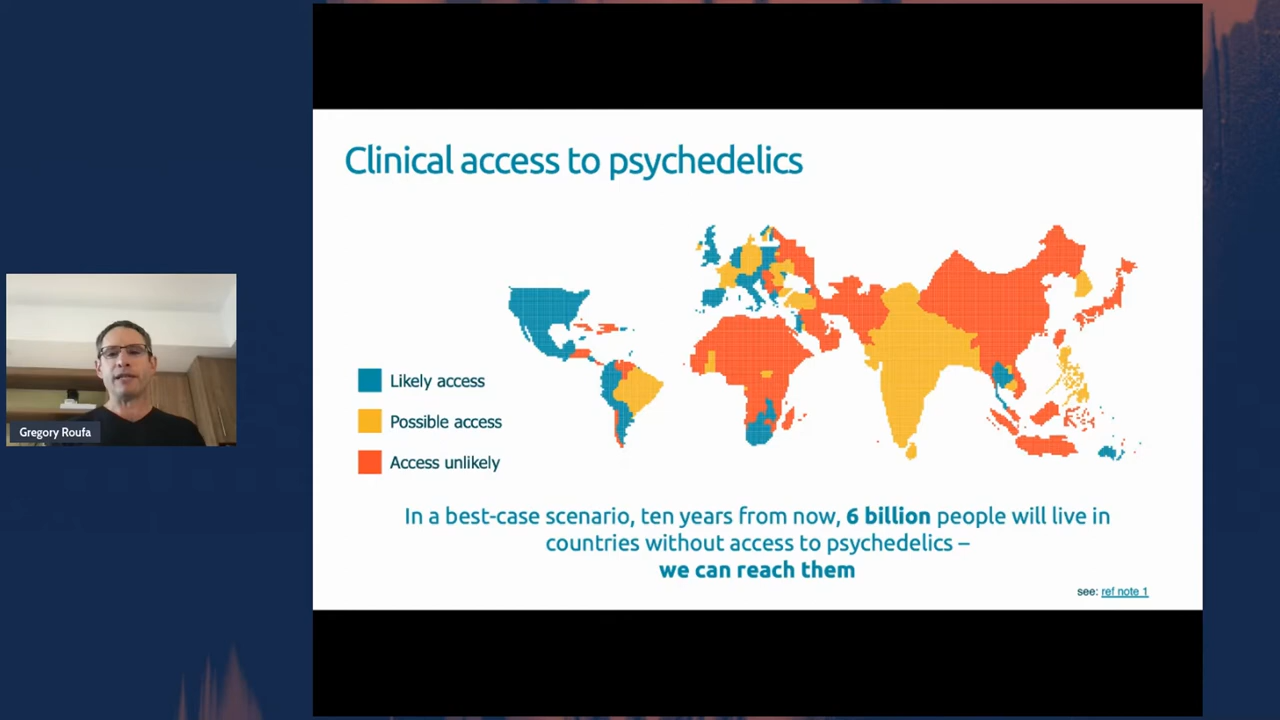 Clinical access to psychedelics
Likely access
Possible access
Access unlikely
Gregory Roufa
In a best-case scenario, ten years from now, 6 billion people will live in
countries without access to psychedelics –
we can reach them
see: ref note 1